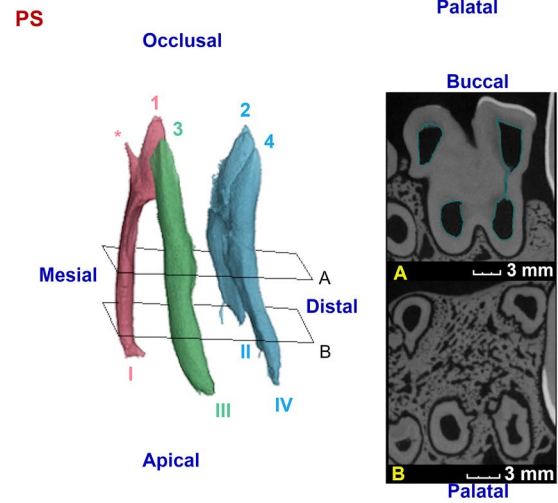 PS
Palatal
Occlusal
Buccal
1
2
*
3
4
A
Mesial
Distal
A
3 mm
B
I
II
III
IV
Apical
B
3 mm
Palatal